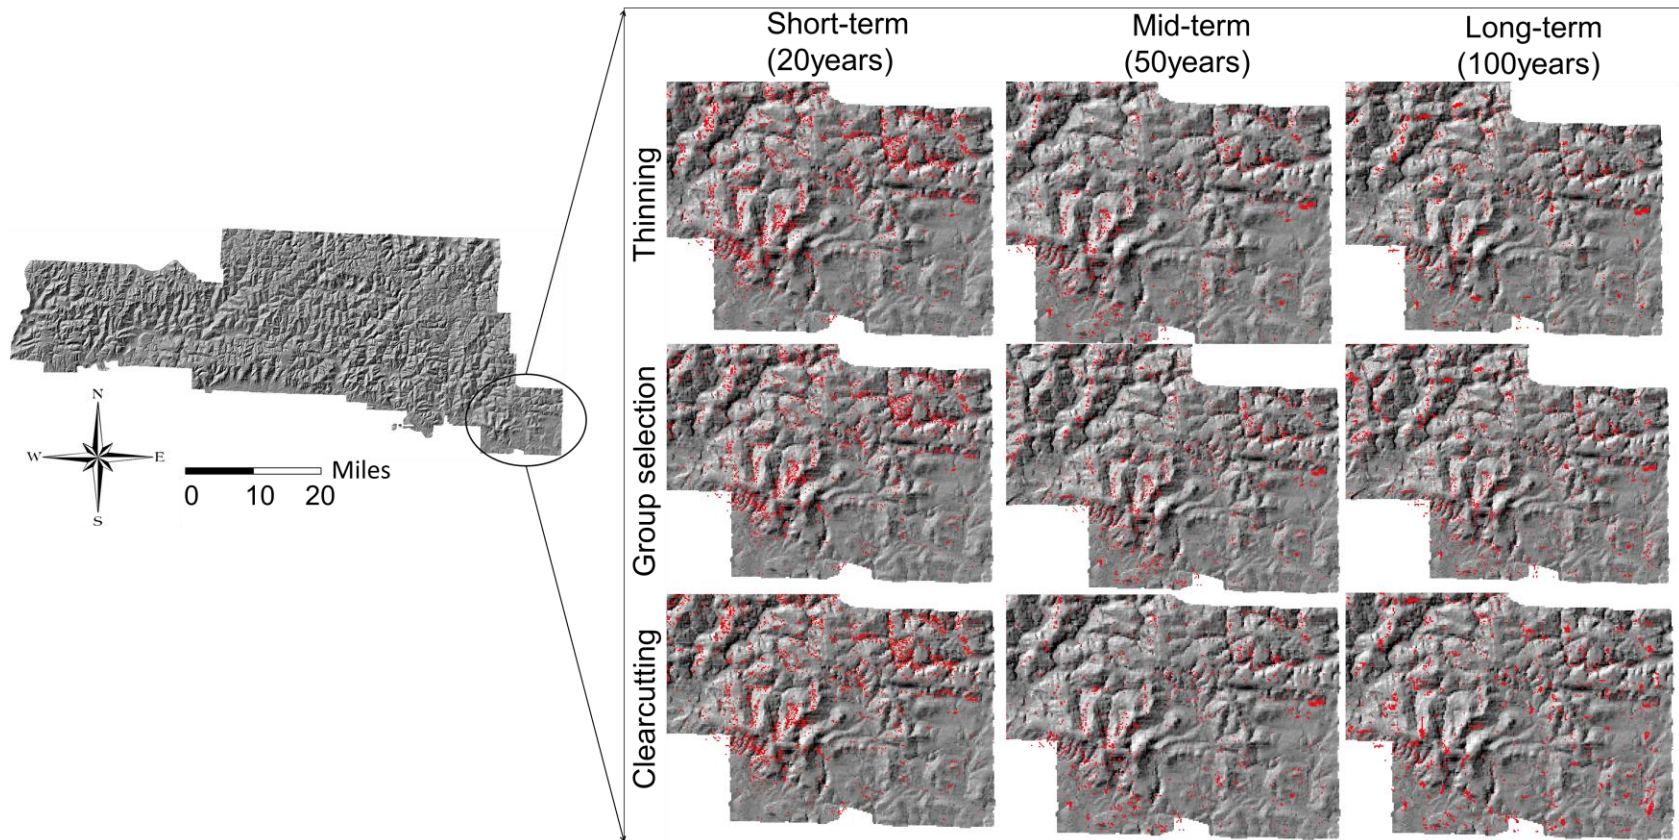 Short-term
(20years)
Mid-term
(50years)
Long-term
(100years)
Thinning
Group selection
Clearcutting
N
W
E
S
Miles
0 10 20